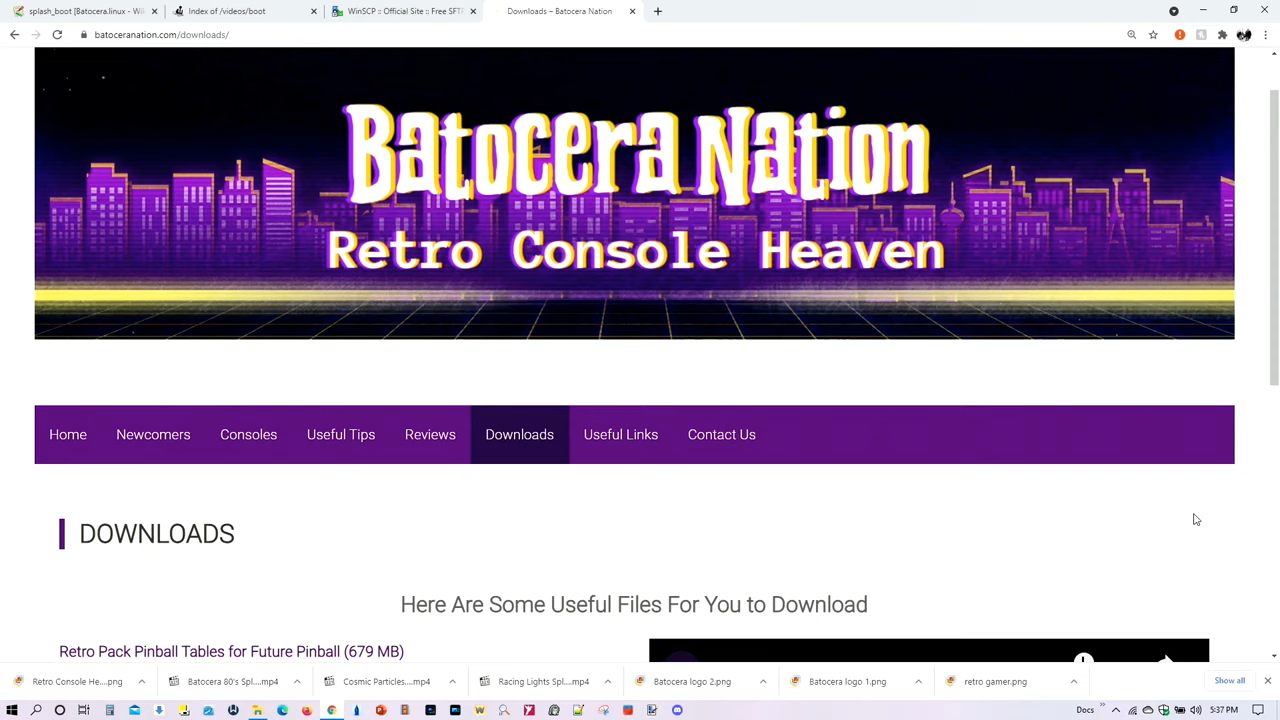 splash_boot [Batocera.linux - Wi
Index of /videos/boot
WinSCP :: Official Site :: Free SFT
Downloads – Batocera Nation
batoceranation.com/downloads/
Batocera Nation
Retro Console Heaven
Home Newcomers Consoles Useful Tips Reviews Downloads Useful Links Contact Us
DOWNLOADS
Here Are Some Useful Files For You to Download
Retro Pack Pinball Tables for Future Pinball (679 MB)
Retro Console He....png
Batocera 80's Spl....mp4
Cosmic Particles....mp4
Racing Lights Spl....mp4
Batocera logo 2.png
Batocera logo 1.png
retro gamer.png
Show all
Docs
5:37 PM